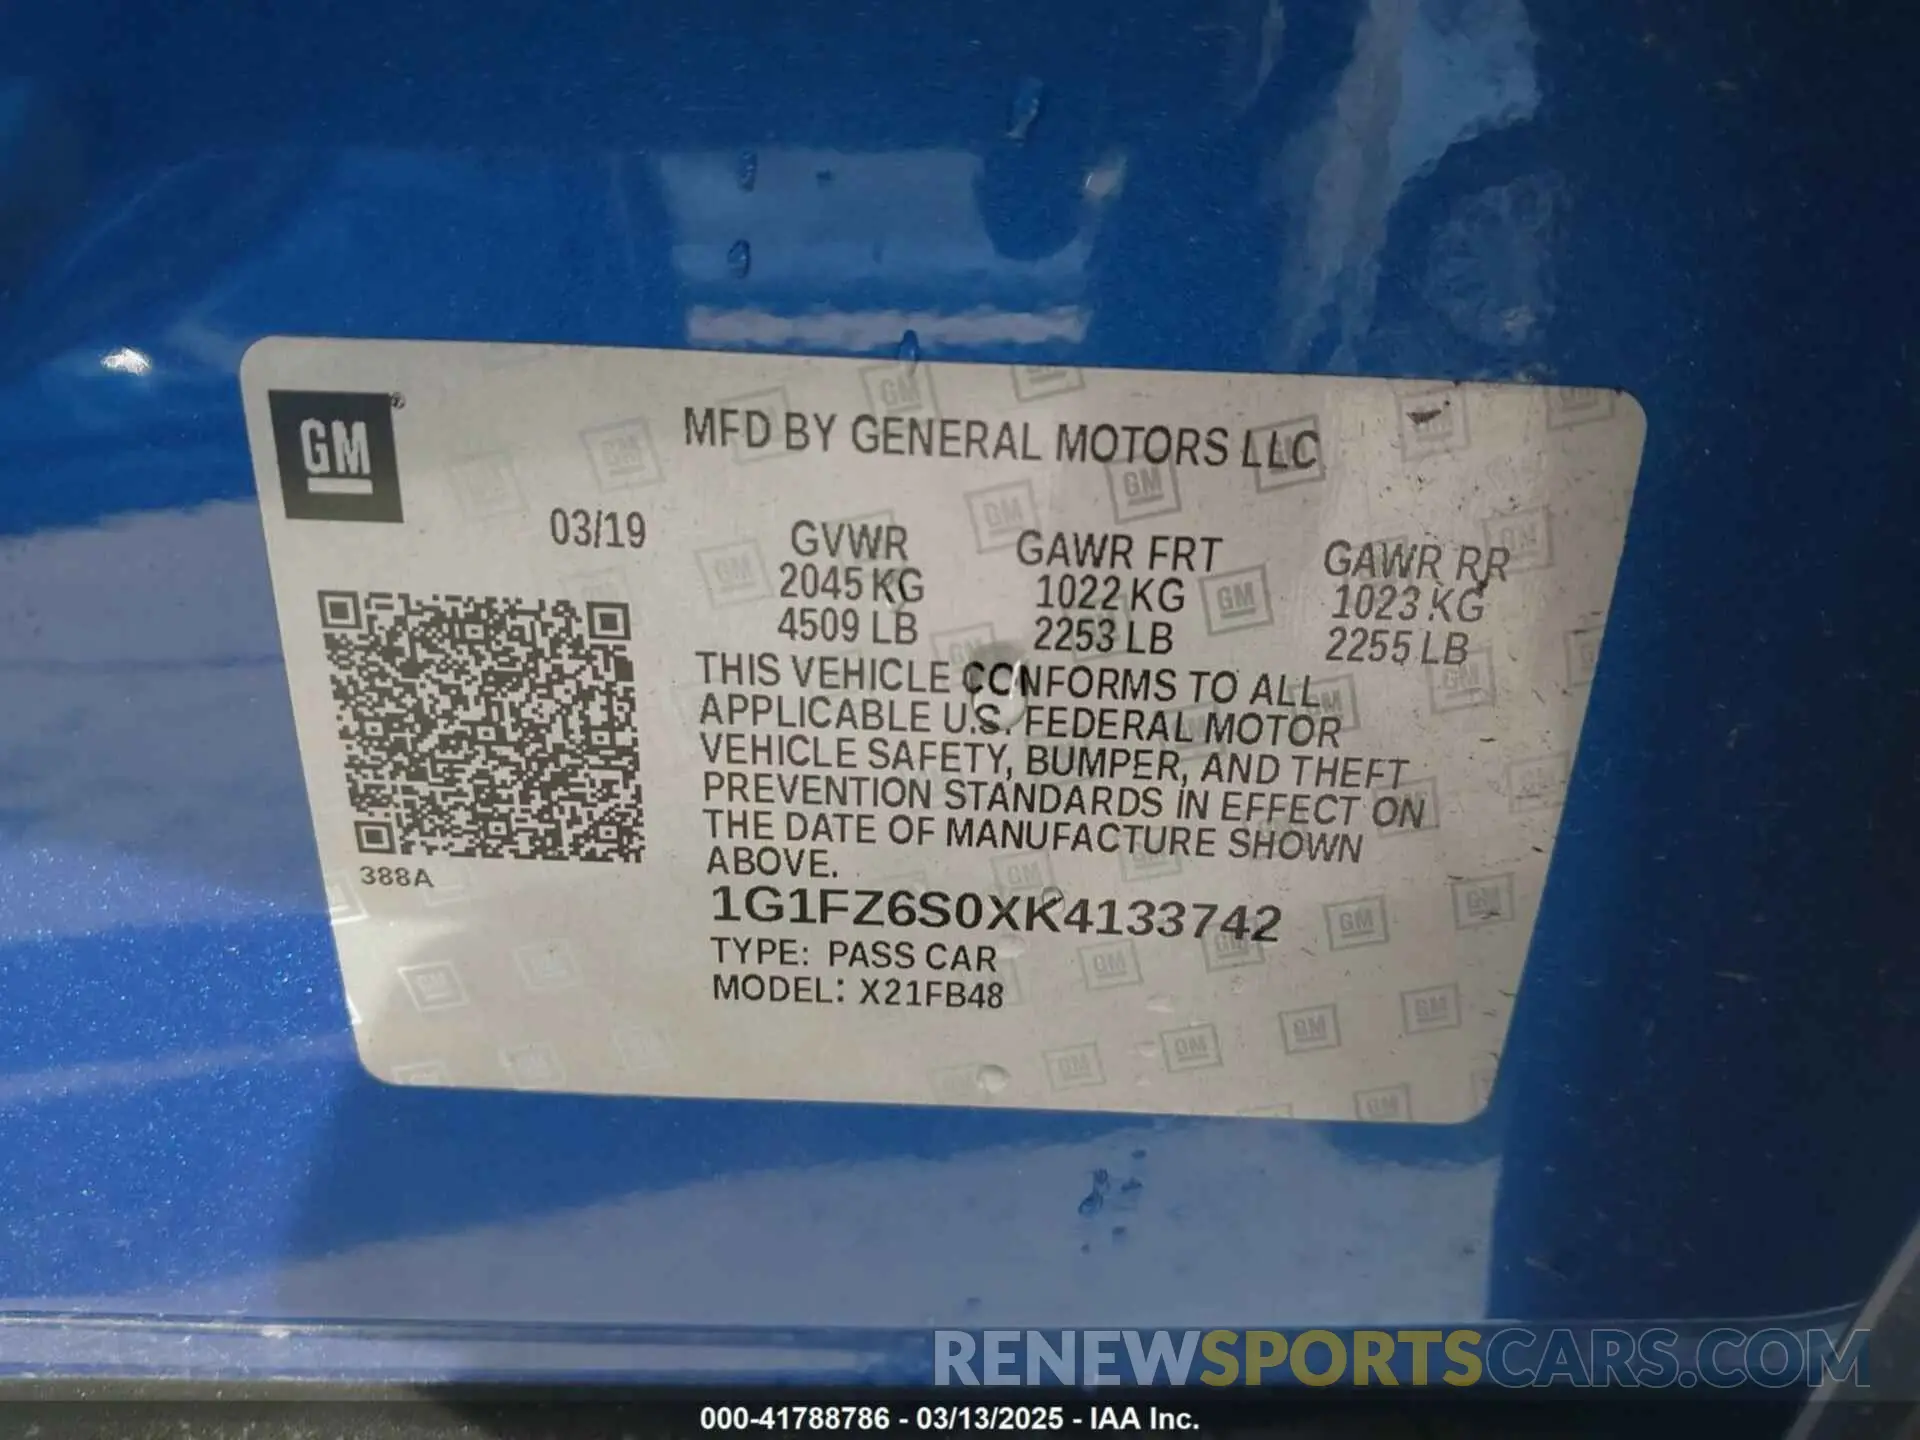 GM®
MFD BY GENERAL MOTORS LLC
03/19
GVWR
2045 KG
4509 LB
GAWR FRT
1022 KG
2253 LB
GAWR RR
1023 KG
2255 LB
THIS VEHICLE CONFORMS TO ALL
APPLICABLE U.S. FEDERAL MOTOR
VEHICLE SAFETY, BUMPER, AND THEFT
PREVENTION STANDARDS IN EFFECT ON
THE DATE OF MANUFACTURE SHOWN
ABOVE.
388A
1G1FZ6S0XK4133742
TYPE: PASS CAR
MODEL: X21FB48
RENEWSPORTSCARS.COM
000-41788786 - 03/13/2025 - IAA Inc.